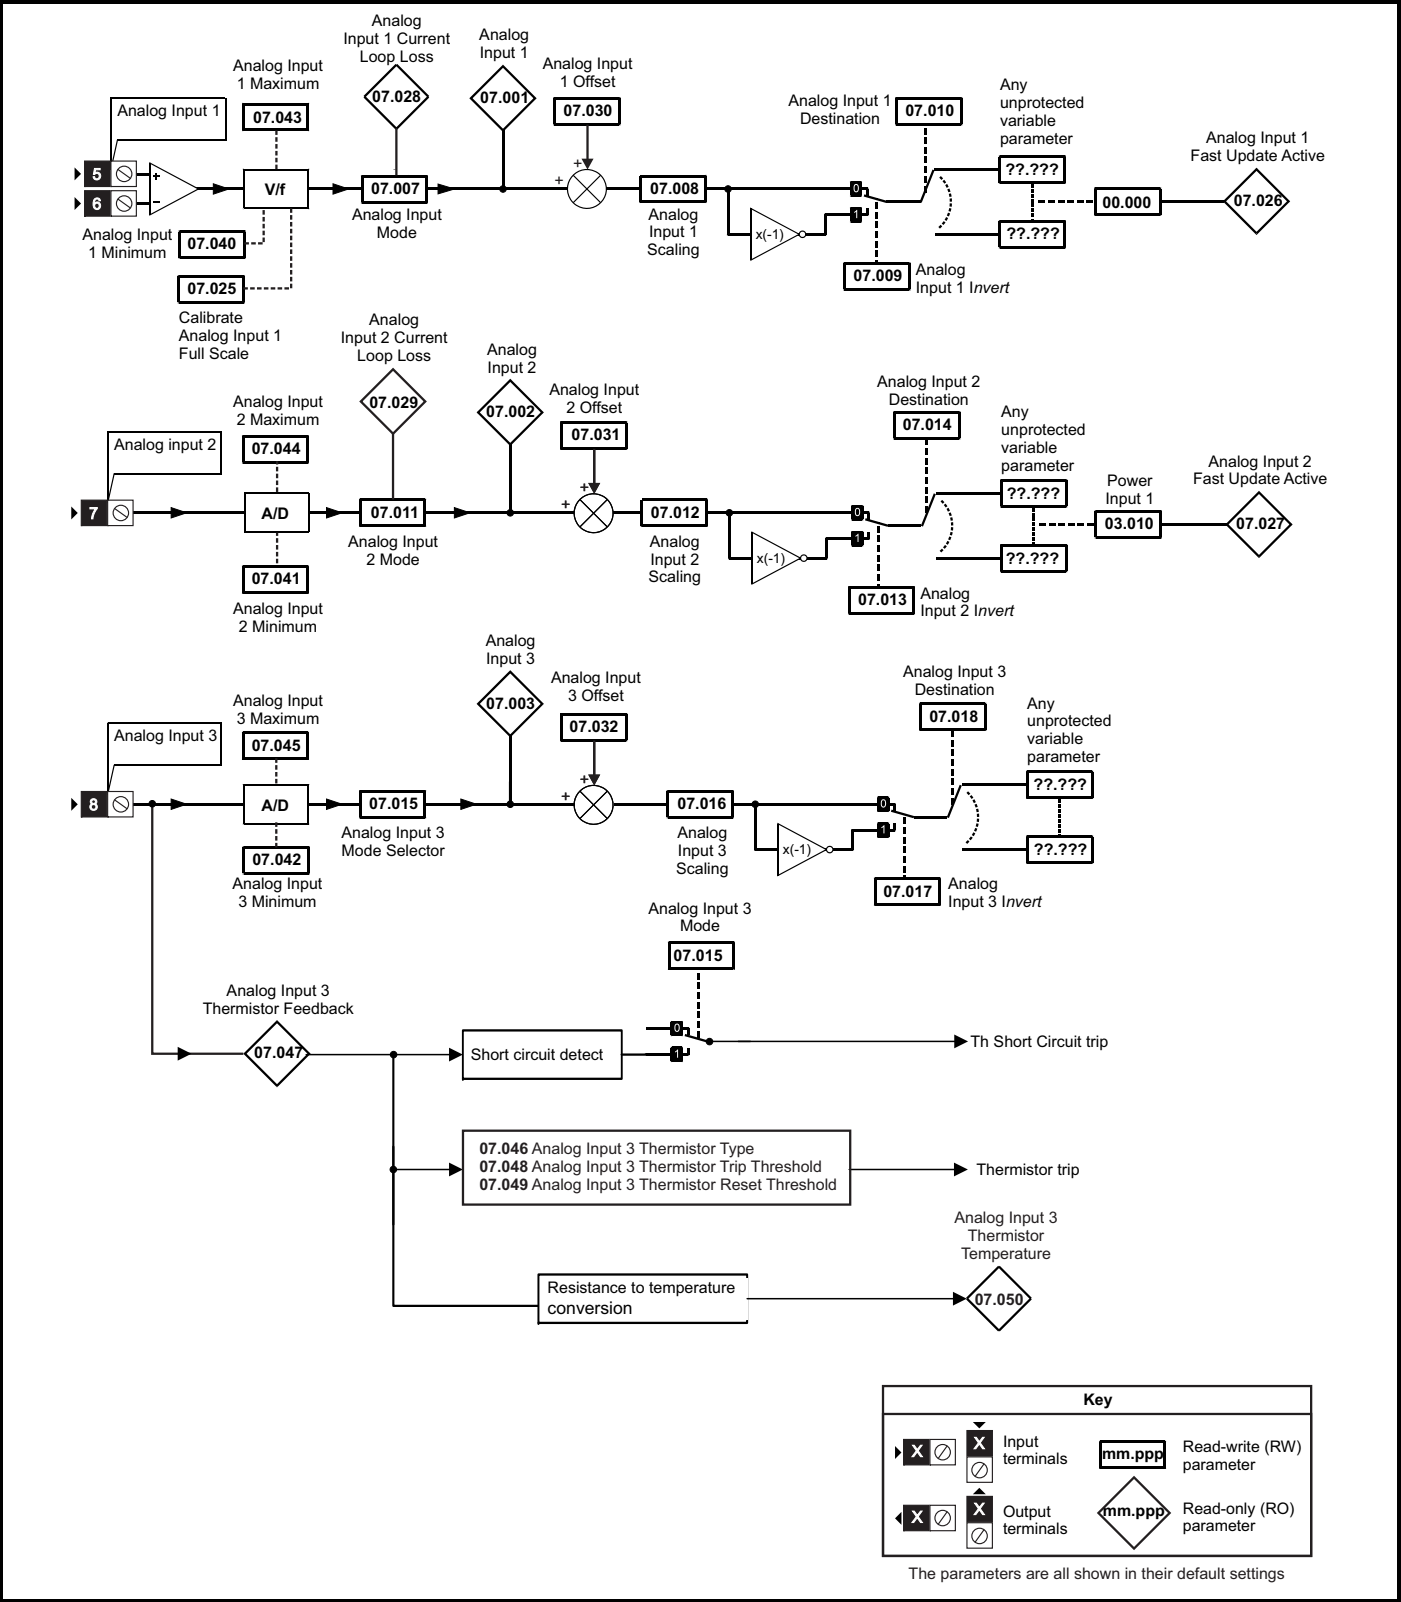 Analog
Input 1 Current
Loop Loss
07.028
Analog
Input 1
07.001
Analog Input
1 Offset
07.030
Analog Input
1 Maximum
07.043
Analog Input 1
5
6
+
−
V/f
07.007
Analog Input
Mode
+
+
07.008
Analog
Input 1
Scaling
x(-1)
0
1
Analog Input 1
Destination
07.010
07.009
Analog
Input 1 Invert
Any
unprotected
variable
parameter
??.???
??.???
00.000
Analog Input 1
Fast Update Active
07.026
Analog Input
1 Minimum
07.040
07.025
Calibrate
Analog Input 1
Full Scale
Analog
Input 2 Current
Loop Loss
07.029
Analog
Input 2
07.002
Analog Input
2 Offset
07.031
Analog Input
2 Maximum
07.044
Analog input 2
7
A/D
07.041
Analog Input
2 Minimum
07.011
Analog Input
2 Mode
+
+
07.012
Analog
Input 2
Scaling
x(-1)
0
1
Analog Input 2
Destination
07.014
07.013
Analog
Input 2 Invert
Any
unprotected
variable
parameter
??.???
??.???
Power
Input 1
03.010
Analog Input 2
Fast Update Active
07.027
Analog
Input 3
07.003
Analog Input
3 Offset
07.032
Analog Input
3 Maximum
07.045
Analog Input 3
8
A/D
07.042
Analog Input
3 Minimum
07.015
Analog Input 3
Mode Selector
+
+
07.016
Analog
Input 3
Scaling
x(-1)
0
1
Analog Input 3
Destination
07.018
07.017
Analog
Input 3 Invert
Any
unprotected
variable
parameter
??.???
??.???
Analog Input 3
Mode
07.015
Analog Input 3
Thermistor Feedback
07.047
Short circuit detect
0
1
Th Short Circuit trip
07.046 Analog Input 3 Thermistor Type
07.048 Analog Input 3 Thermistor Trip Threshold
07.049 Analog Input 3 Thermistor Reset Threshold
Thermistor trip
Analog Input 3
Thermistor
Temperature
07.050
Resistance to temperature
conversion
Key
X
X
Input
terminals
mm.ppp
Read-write (RW)
parameter
X
X
Output
terminals
mm.ppp
Read-only (RO)
parameter
The parameters are all shown in their default settings